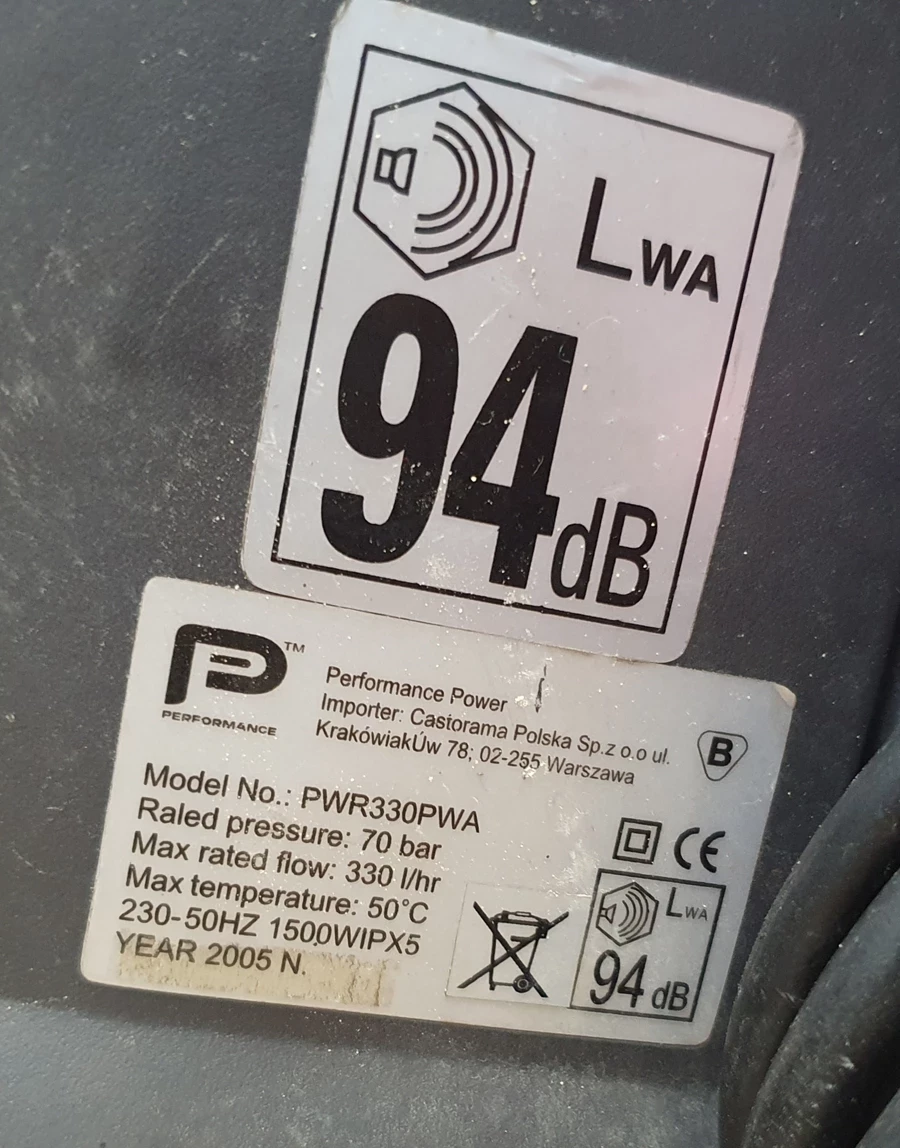 LWA
94dB
P™
PERFORMANCE
Performance Power
Importer: Castorama Polska Sp.z o.o ul.
KrakówiakÚw 78; 02-255 Warszawa
B
Model No.: PWR330PWA
Raled pressure: 70 bar
Max rated flow: 330 l/hr
Max temperature: 50°C
230-50HZ 1500WIPX5
YEAR 2005 N.
CE
LWA
94 dB